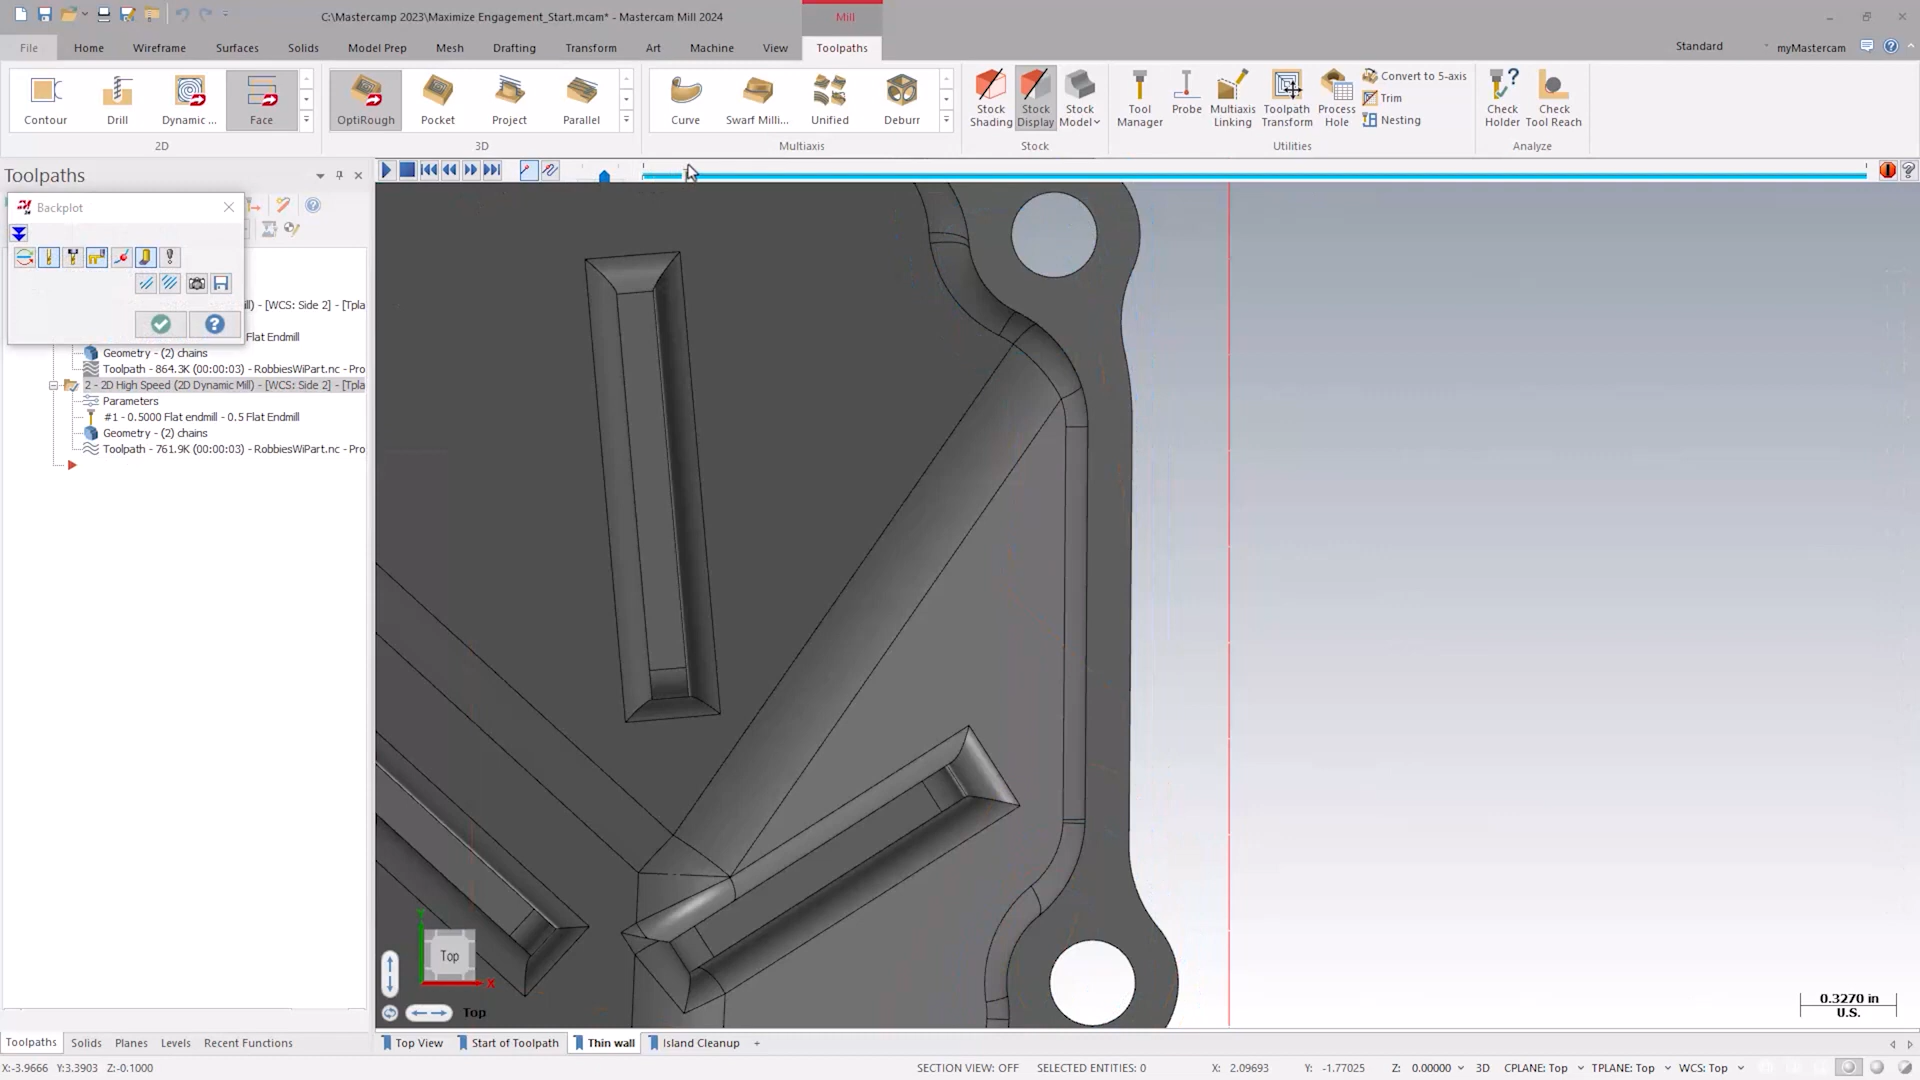 C:\Mastercamp 2023\Maximize Engagement_Start.mcam* - Mastercam Mill 2024
Mill
File
Home
Wireframe
Surfaces
Solids
Model Prep
Mesh
Drafting
Transform
Art
Machine
View
Toolpaths
Standard
myMastercam
Contour
Drill
Dynamic ...
Face
OptiRough
Pocket
Project
Parallel
Curve
Swarf Milli...
Unified
Deburr
Stock Shading
Stock Display
Stock Model
Tool Manager
Probe
Multiaxis Linking
Toolpath Transform
Process Hole
Convert to 5-axis
Trim
Nesting
Check Holder
Check Tool Reach
2D
3D
Multiaxis
Stock
Utilities
Analyze
Toolpaths
Backplot
ill) - [WCS: Side 2] - [Tpla
Flat Endmill
Geometry - (2) chains
Toolpath - 864.3K (00:00:03) - RobbiesWiPart.nc - Pro
2 - 2D High Speed (2D Dynamic Mill) - [WCS: Side 2] - [Tpla
Parameters
#1 - 0.5000 Flat endmill - 0.5 Flat Endmill
Geometry - (2) chains
Toolpath - 761.9K (00:00:03) - RobbiesWiPart.nc - Pro
Y
Top
X
Top
0.3270 in
U.S.
Toolpaths
Solids
Planes
Levels
Recent Functions
Top View
Start of Toolpath
Thin wall
Island Cleanup
+
X:-3.9666 Y:3.3903 Z:-0.1000
SECTION VIEW: OFF
SELECTED ENTITIES: 0
X: 2.09693
Y: -1.77025
Z: 0.00000
3D
CPLANE: Top
TPLANE: Top
WCS: Top